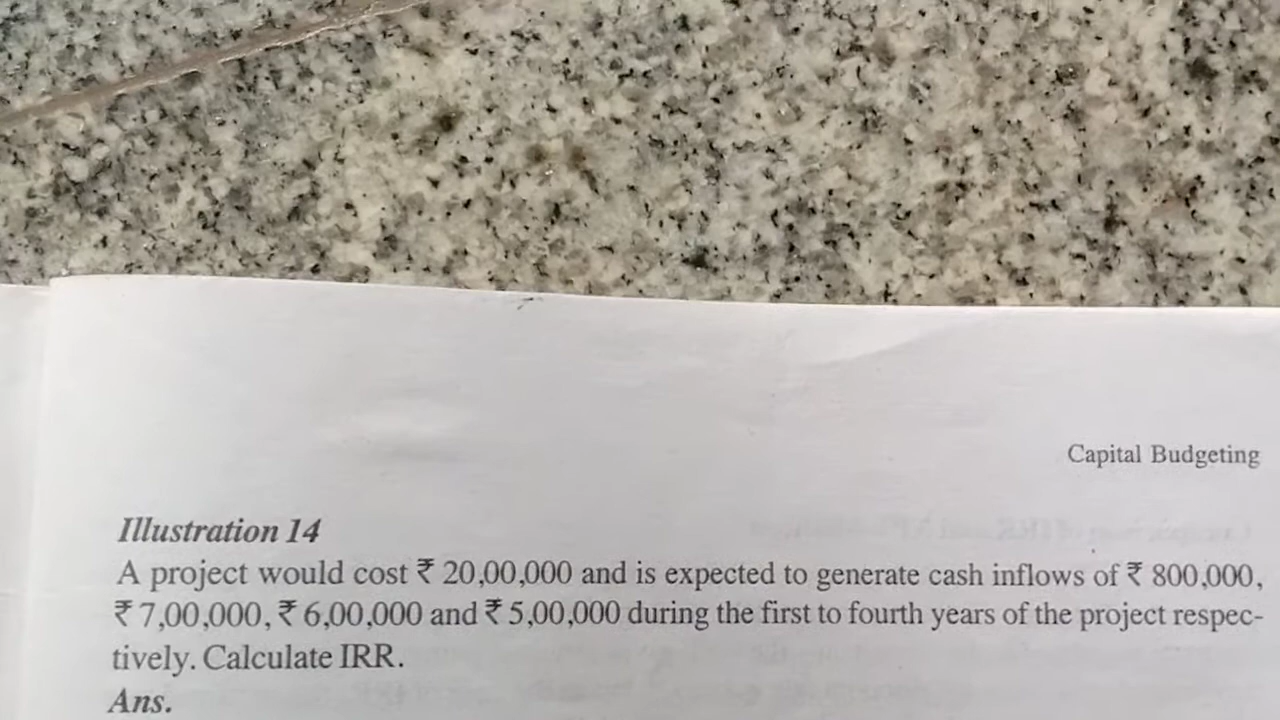 Capital Budgeting
Illustration 14
A project would cost ₹ 20,00,000 and is expected to generate cash inflows of ₹ 800,000,
₹ 7,00,000, ₹ 6,00,000 and ₹ 5,00,000 during the first to fourth years of the project respec-
tively. Calculate IRR.
Ans.